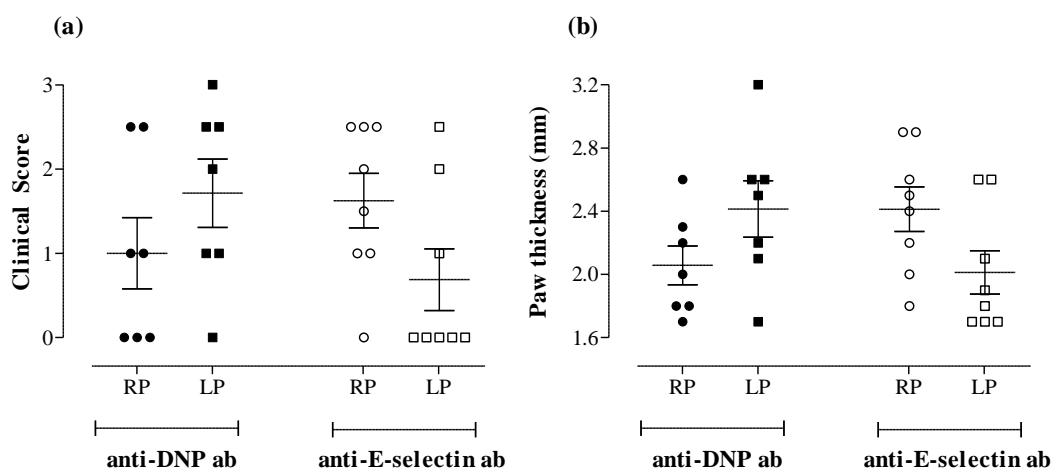 (a)
Clinical Score
3
2
1
0
RP
LP
RP
LP
anti-DNP ab
anti-E-selectin ab
(b)
Paw thickness (mm)
3.2
2.8
2.4
2.0
1.6
RP
LP
RP
LP
anti-DNP ab
anti-E-selectin ab